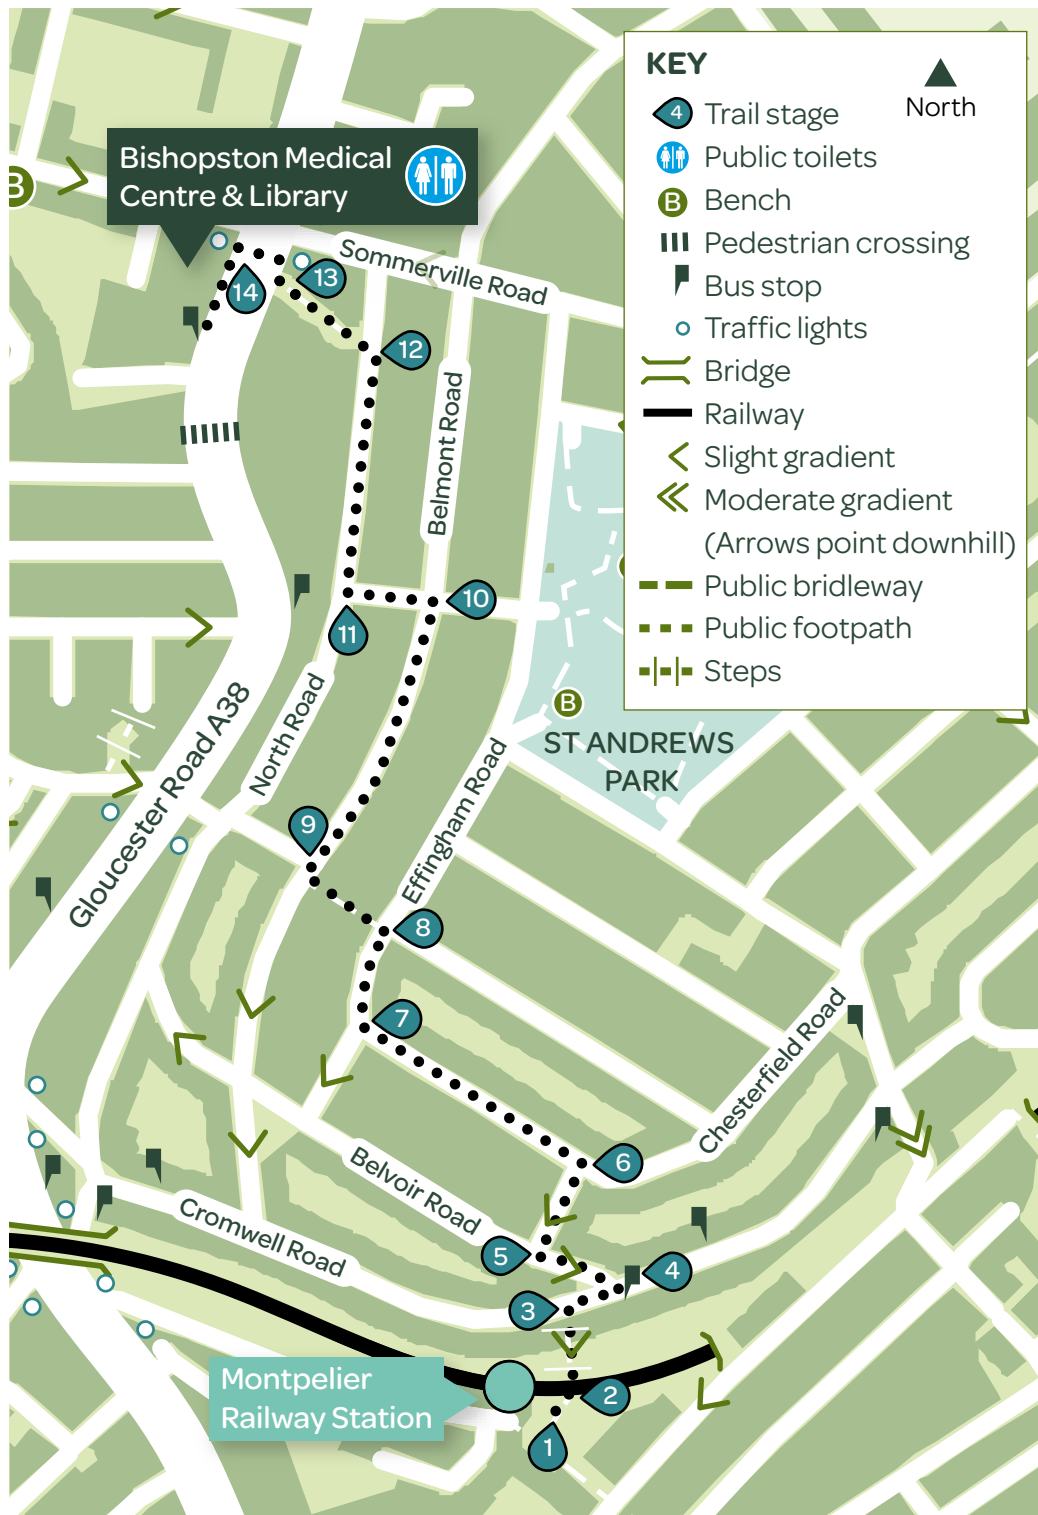 KEY
North
4 Trail stage
Public toilets
B Bench
Pedestrian crossing
Bus stop
Traffic lights
Bridge
Railway
Slight gradient
Moderate gradient
(Arrows point downhill)
Public bridleway
Public footpath
Steps
Bishopston Medical
Centre & Library
B
Sommerville Road
13
14
12
Belmont Road
10
11
North Road
Gloucester Road A38
B
ST ANDREWS
PARK
Effingham Road
9
8
7
Chesterfield Road
6
Belvoir Road
Cromwell Road
5
4
3
Montpelier
Railway Station
2
1